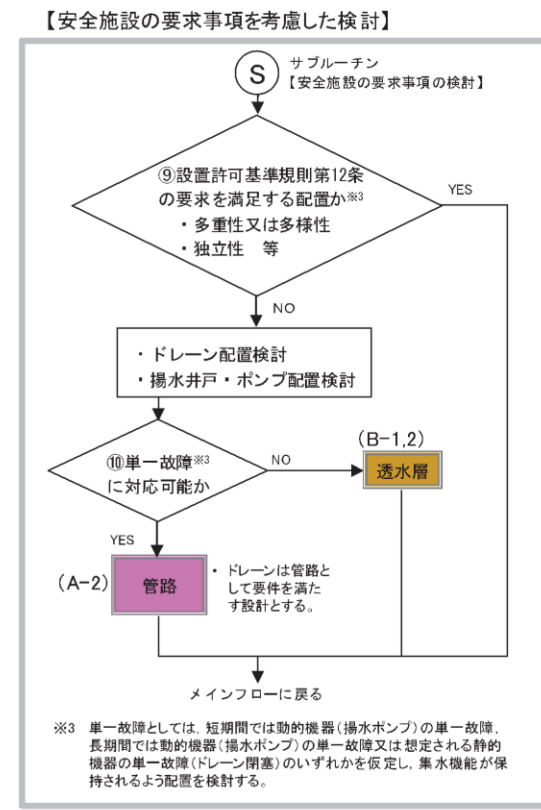 【安全施設の要求事項を考慮した検討】
S
サブルーチン
【安全施設の要求事項の検討】
⑨設置許可基準規則第12条
の要求を満足する配置か※3
・多重性又は多様性
・独立性　等
YES
NO
・ドレーン配置検討
・揚水井戸・ポンプ配置検討
⑩単一故障※3
に対応可能か
NO
(B-1,2)
透水層
YES
(A-2)
管路
・ドレーンは管路と
して要件を満た
す設計とする。
メインフローに戻る
※3　単一故障としては，短期間では動的機器(揚水ポンプ)の単一故障，
長期間では動的機器(揚水ポンプ)の単一故障又は想定される静的
機器の単一故障(ドレーン閉塞)のいずれかを仮定し，集水機能が保
持されるよう配置を検討する。